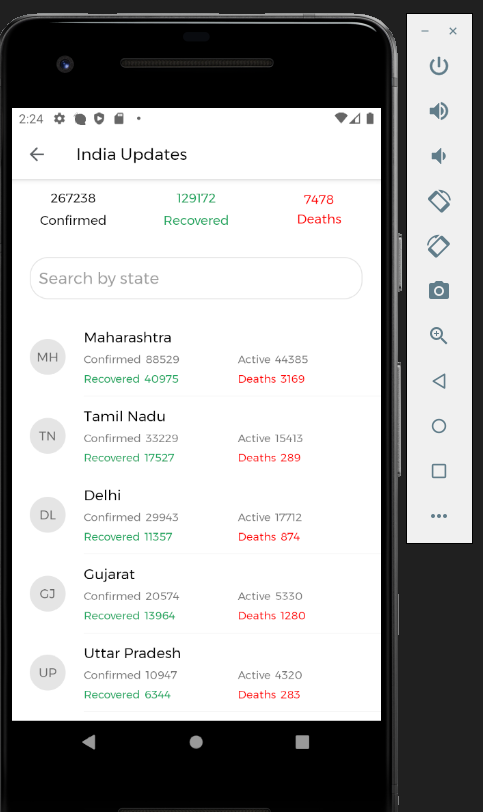 2:24
India Updates
267238 129172 7478
Confirmed Recovered Deaths
Search by state
Maharashtra
MH
Confirmed 88529 Active 44385
Recovered 40975 Deaths 3169
Tamil Nadu
TN
Confirmed 33229 Active 15413
Recovered 17527 Deaths 289
Delhi
DL
Confirmed 29943 Active 17712
Recovered 11357 Deaths 874
Gujarat
GJ
Confirmed 20574 Active 5330
Recovered 13964 Deaths 1280
Uttar Pradesh
UP
Confirmed 10947 Active 4320
Recovered 6344 Deaths 283